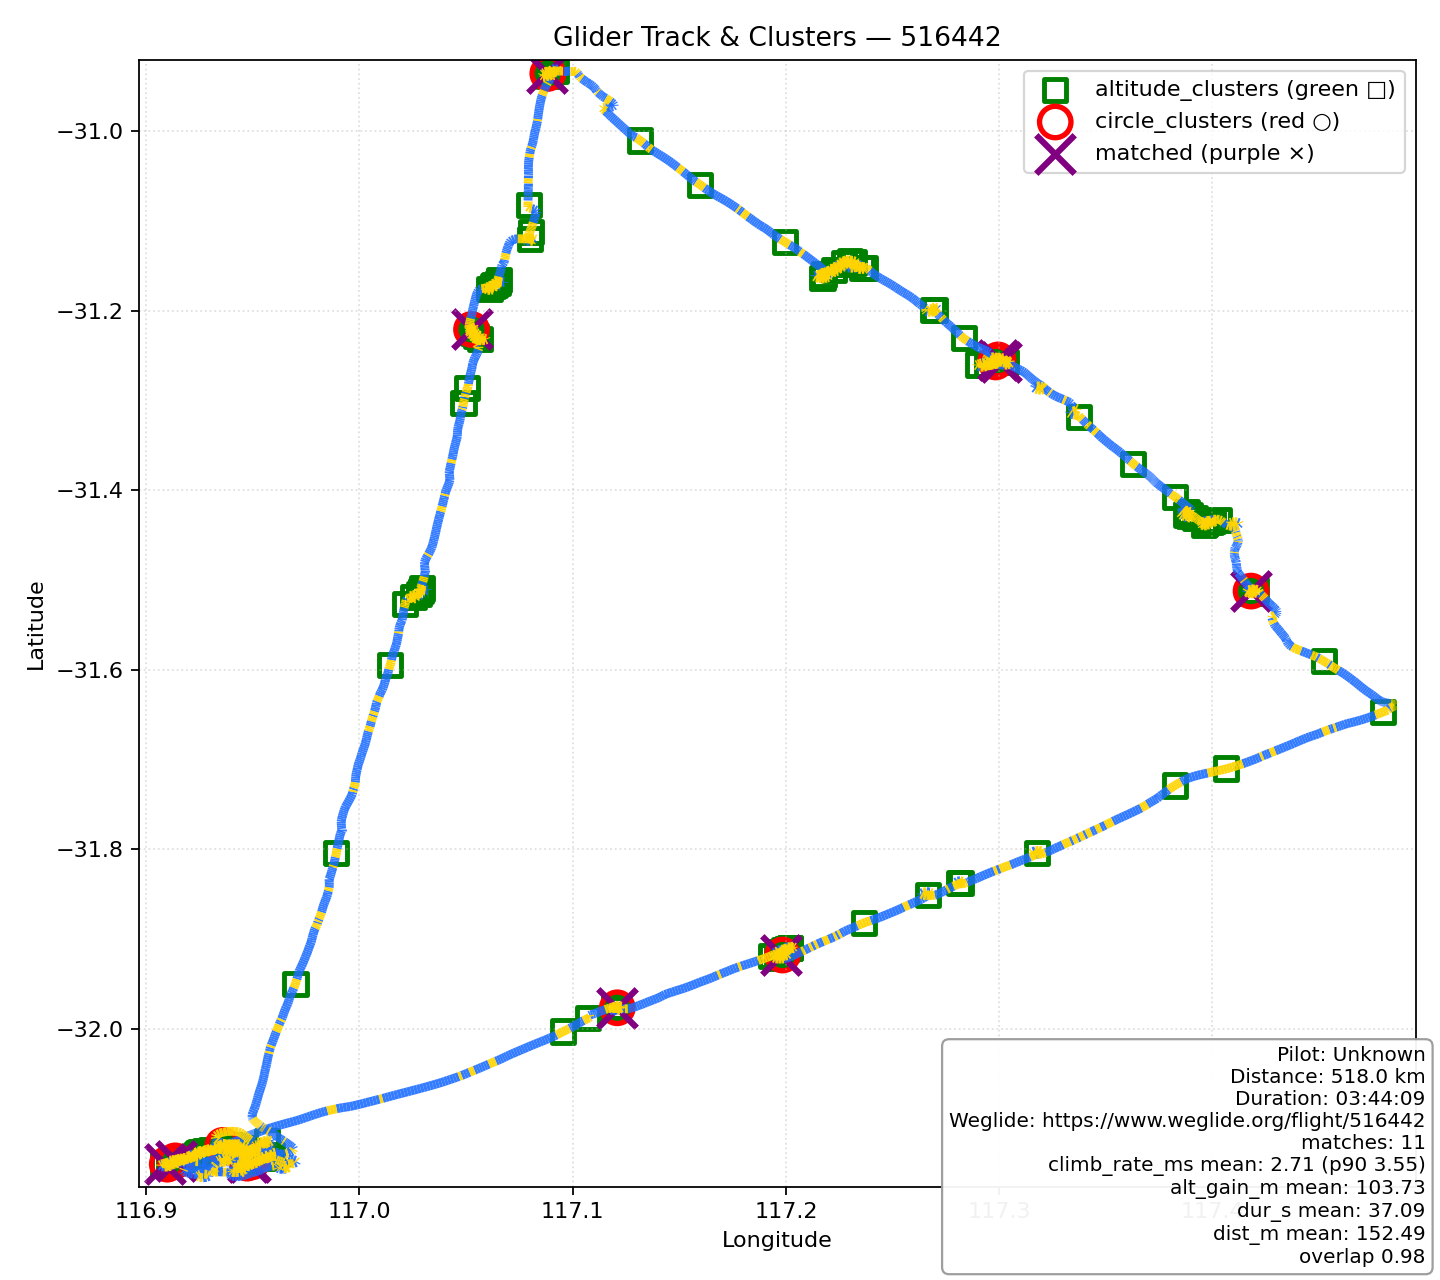 Glider Track & Clusters — 516442
altitude_clusters (green □)
circle_clusters (red ○)
matched (purple ×)
Latitude
−31.0
−31.2
−31.4
−31.6
−31.8
−32.0
116.9
117.0
117.1
117.2
117.3
117.4
Longitude
Pilot: Unknown
Distance: 518.0 km
Duration: 03:44:09
Weglide: https://www.weglide.org/flight/516442
matches: 11
climb_rate_ms mean: 2.71 (p90 3.55)
alt_gain_m mean: 103.73
dur_s mean: 37.09
dist_m mean: 152.49
overlap 0.98